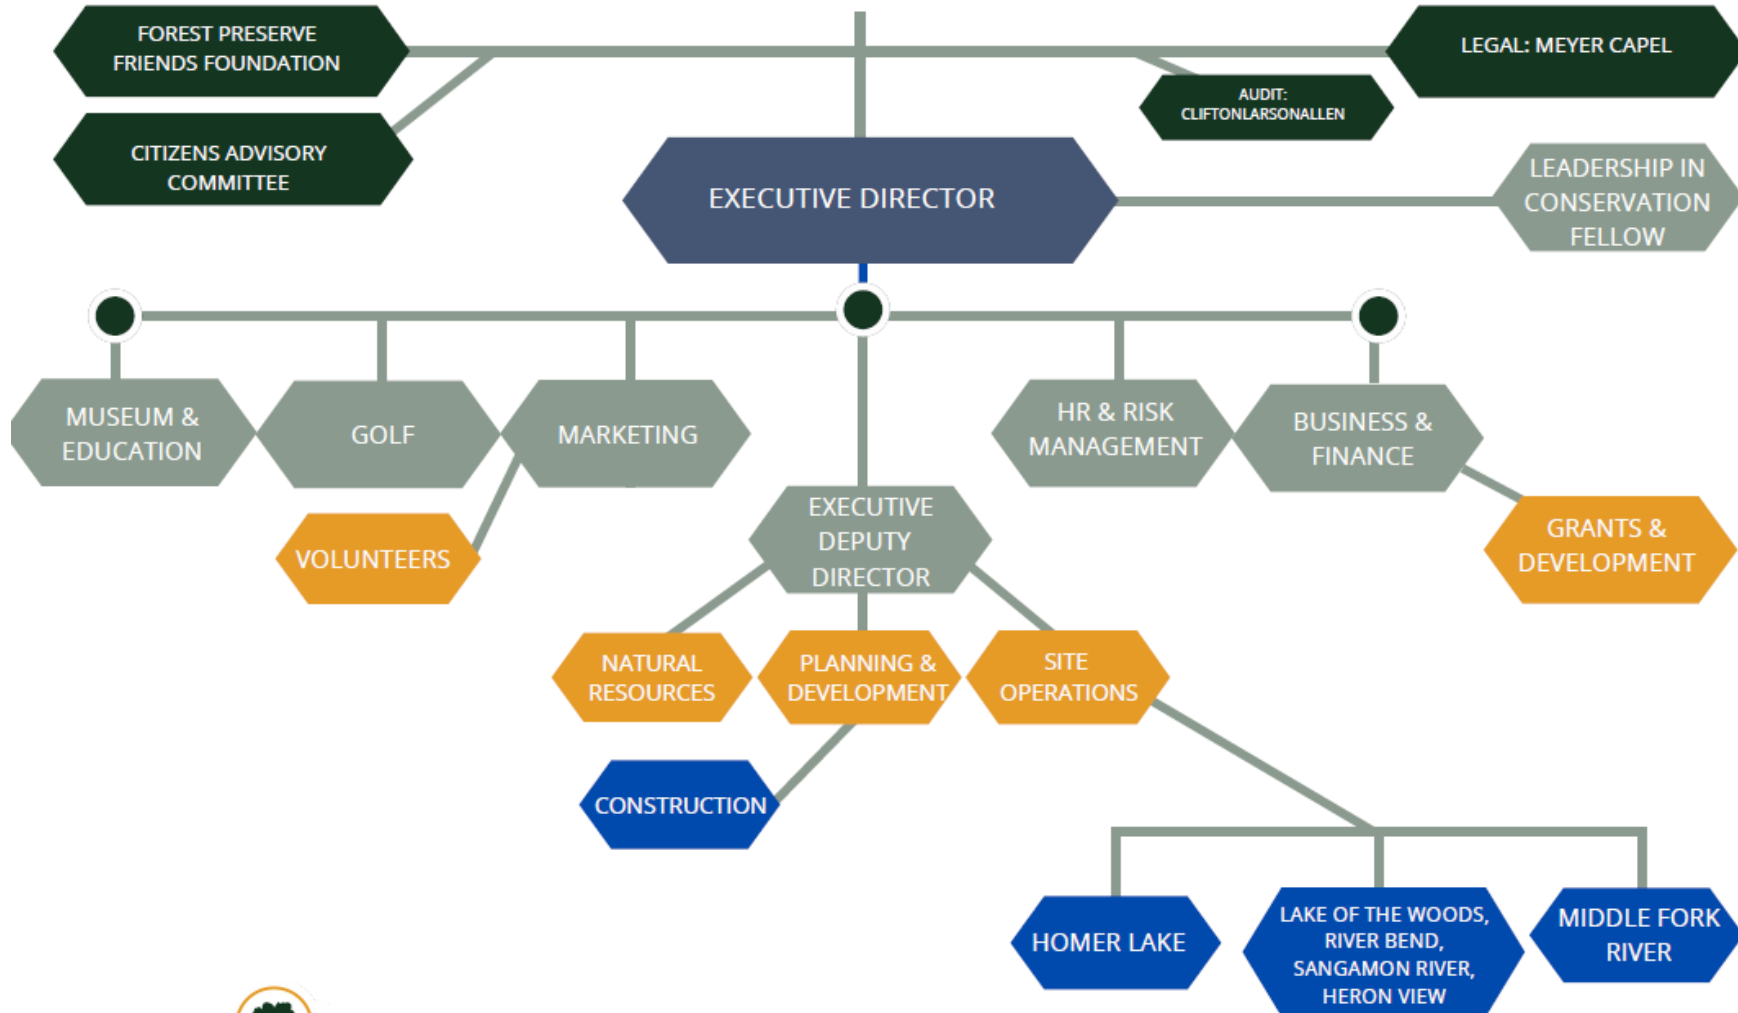 FOREST PRESERVE
FRIENDS FOUNDATION
LEGAL: MEYER CAPEL
AUDIT:
CLIFTONLARSONALLEN
CITIZENS ADVISORY
COMMITTEE
EXECUTIVE DIRECTOR
LEADERSHIP IN
CONSERVATION
FELLOW
MUSEUM &
EDUCATION
GOLF
MARKETING
HR & RISK
MANAGEMENT
BUSINESS &
FINANCE
VOLUNTEERS
EXECUTIVE
DEPUTY
DIRECTOR
GRANTS &
DEVELOPMENT
NATURAL
RESOURCES
PLANNING &
DEVELOPMENT
SITE
OPERATIONS
CONSTRUCTION
HOMER LAKE
LAKE OF THE WOODS,
RIVER BEND,
SANGAMON RIVER,
HERON VIEW
MIDDLE FORK
RIVER